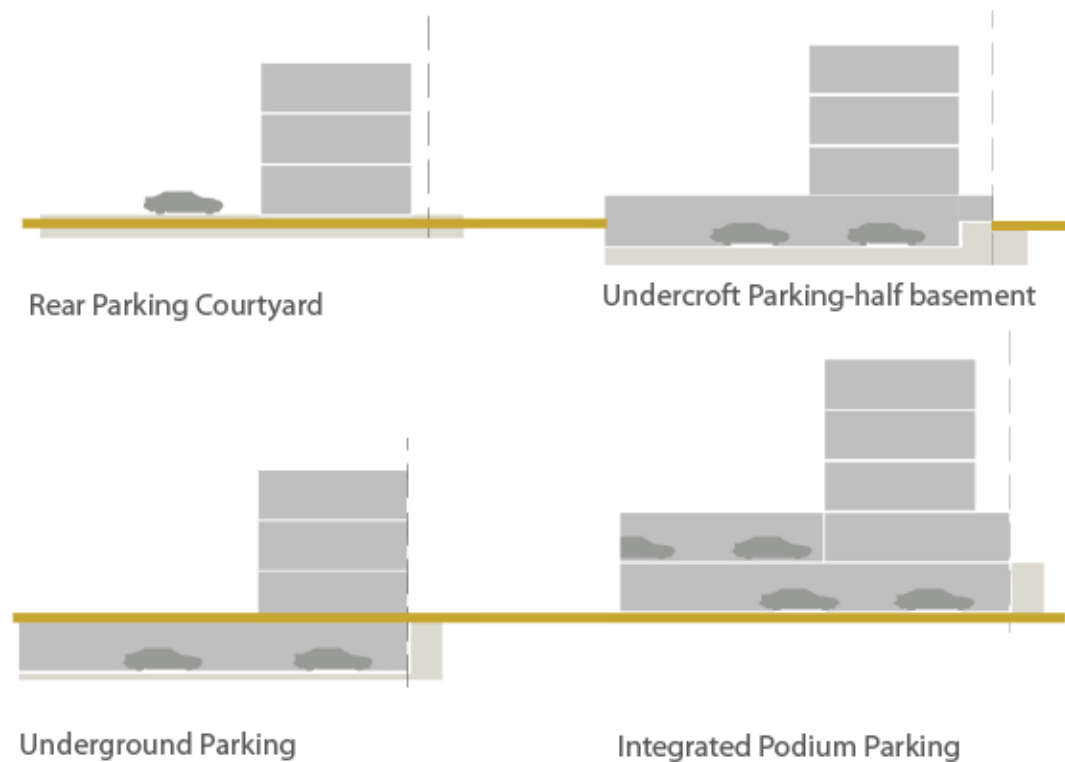 Rear Parking Courtyard
Undercroft Parking-half basement
Underground Parking
Integrated Podium Parking